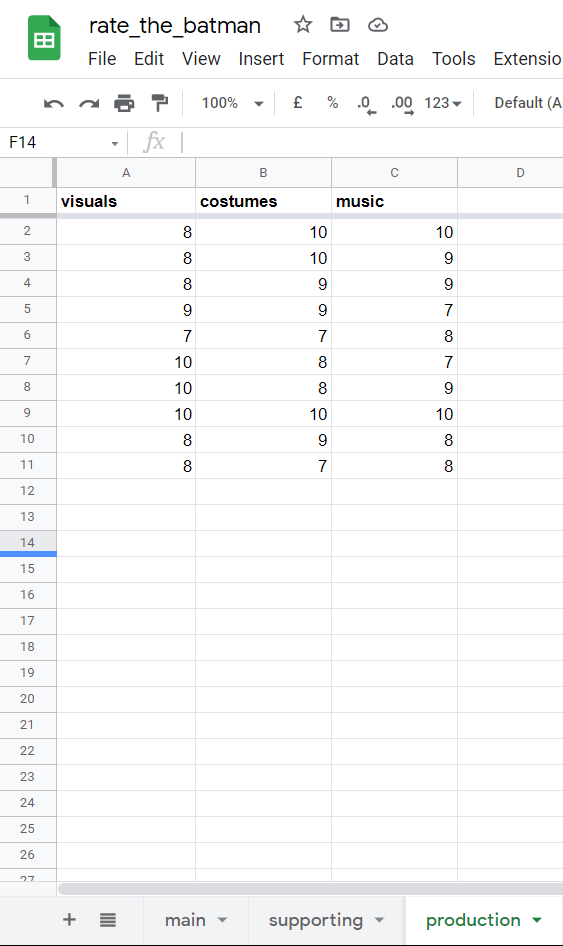 rate_the_batman
File Edit View Insert Format Data Tools Extensio
100% £ % .0 .00 123 Default (A
F14 fx
A B C D
1 visuals costumes music
2 8 10 10
3 8 10 9
4 8 9 9
5 9 9 7
6 7 7 8
7 10 8 7
8 10 8 9
9 10 10 10
10 8 9 8
11 8 7 8
12
13
14
15
16
17
18
19
20
21
22
23
24
25
26
27
+ main supporting production